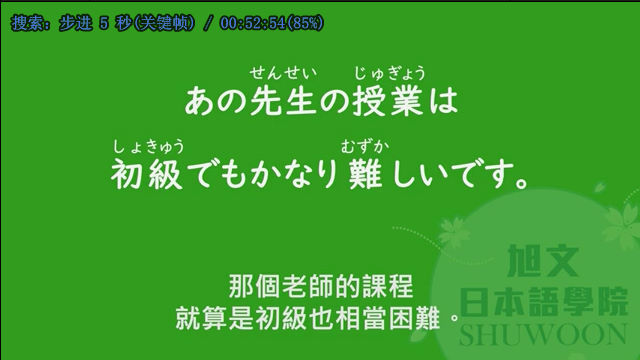 搜索: 步进 5 秒(关键帧) / 00:52:54(85%)
せんせい じゅぎょう
あの先生の授業は
しょきゅう むずか
初級でもかなり難しいです。
那個老師的課程
就算是初級也相當困難。
旭文
日本語學院
SHUWOON